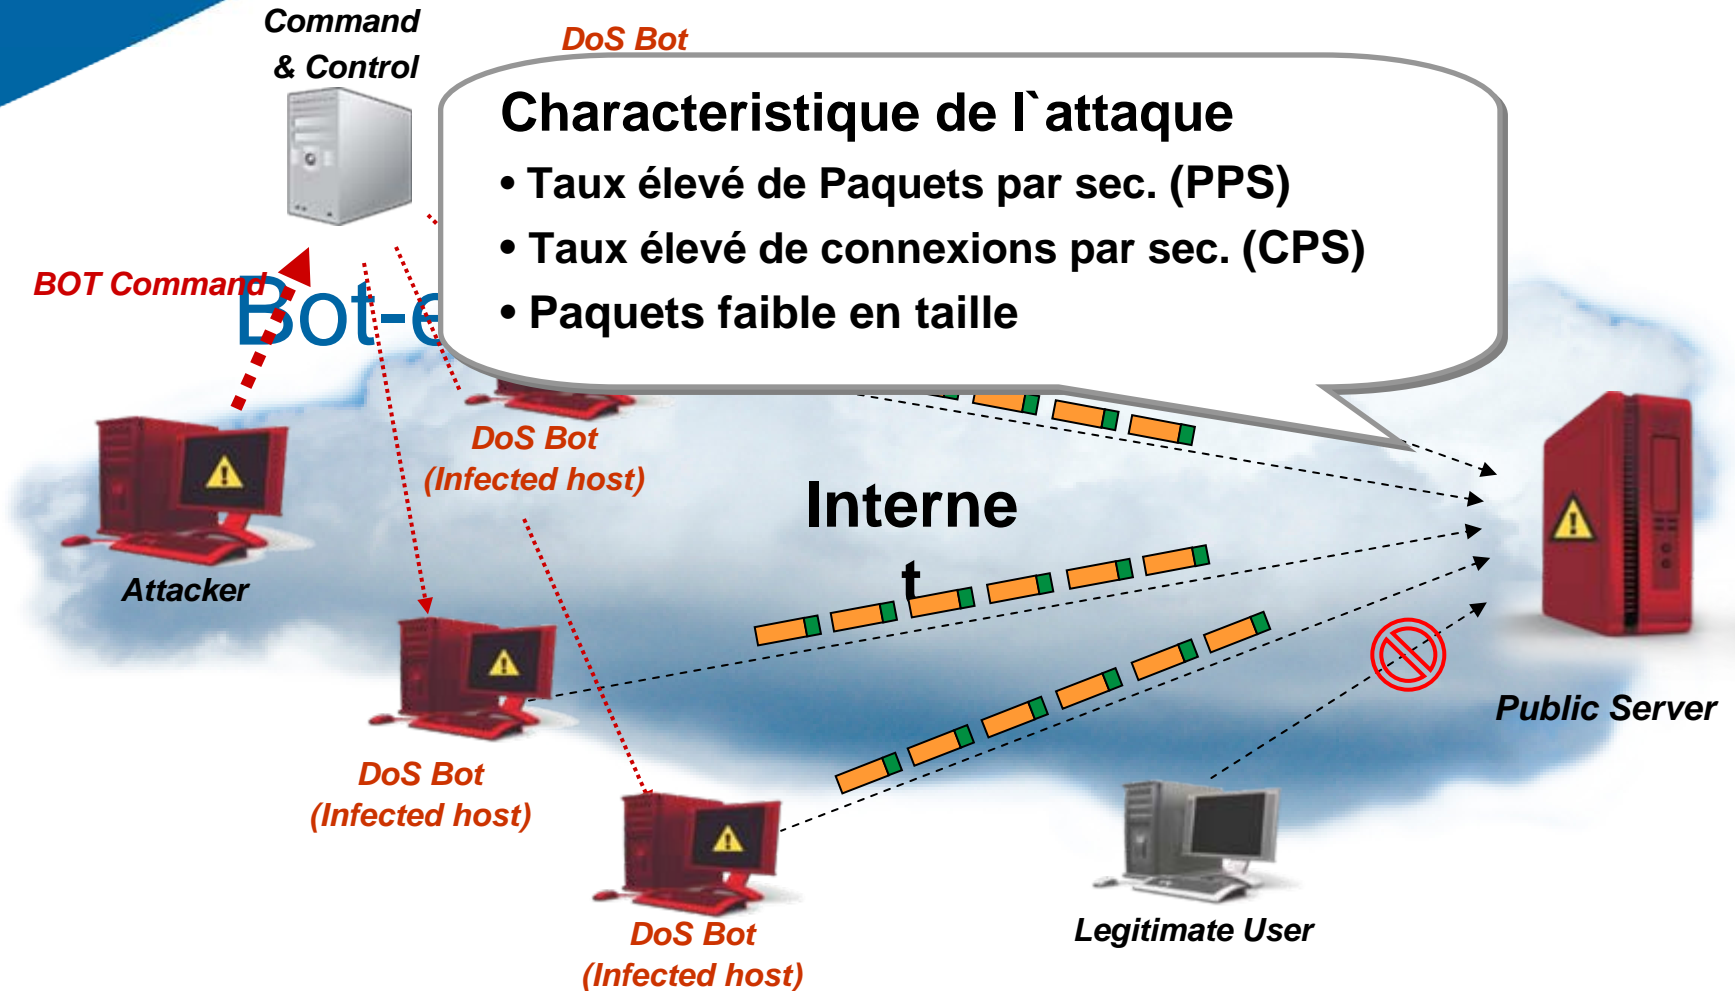 Command
& Control
DoS Bot
Characteristique de l`attaque
• Taux élevé de Paquets par sec. (PPS)
• Taux élevé de connexions par sec. (CPS)
• Paquets faible en taille
BOT Command
Bot-e
DoS Bot
(Infected host)
Interne
t
Attacker
Public Server
DoS Bot
(Infected host)
DoS Bot
(Infected host)
Legitimate User